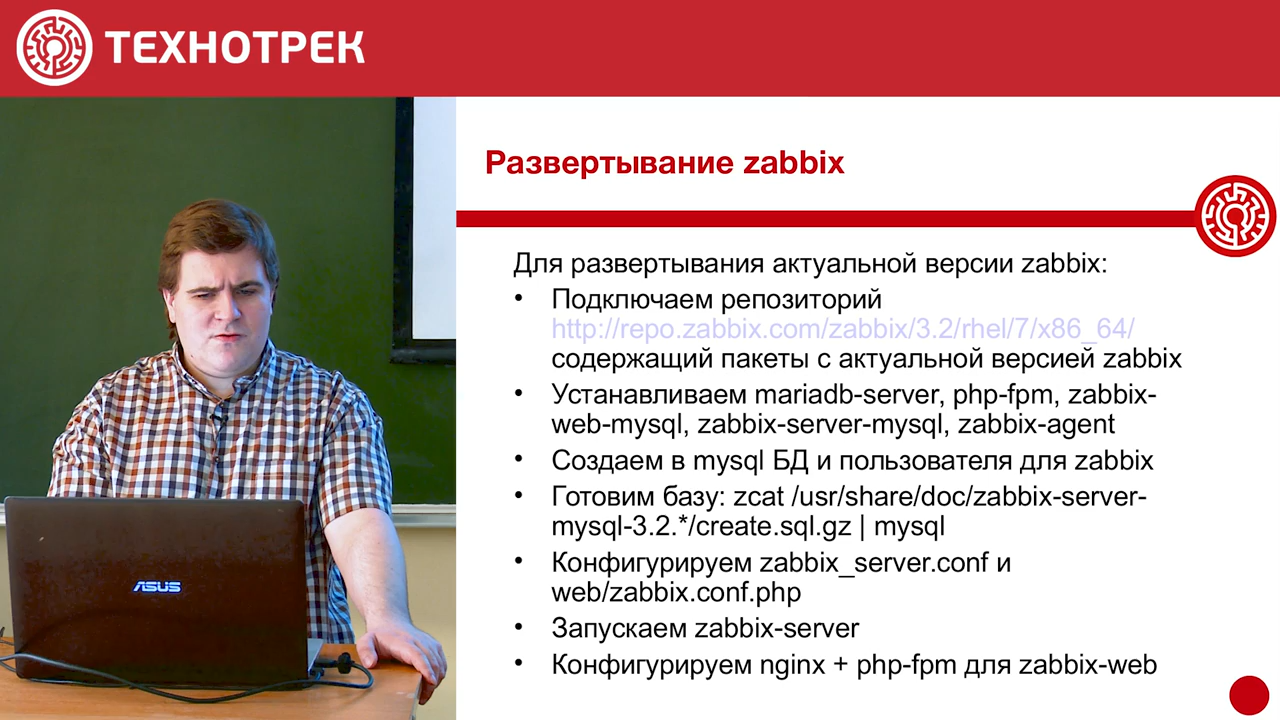 ТЕХНОТРЕК
Развертывание zabbix
Для развертывания актуальной версии zabbix:
• Подключаем репозиторий
http://repo.zabbix.com/zabbix/3.2/rhel/7/x86_64/
содержащий пакеты с актуальной версией zabbix
• Устанавливаем mariadb-server, php-fpm, zabbix-
web-mysql, zabbix-server-mysql, zabbix-agent
• Создаем в mysql БД и пользователя для zabbix
• Готовим базу: zcat /usr/share/doc/zabbix-server-
mysql-3.2.*/create.sql.gz | mysql
• Конфигурируем zabbix_server.conf и
web/zabbix.conf.php
• Запускаем zabbix-server
• Конфигурируем nginx + php-fpm для zabbix-web
ASUS